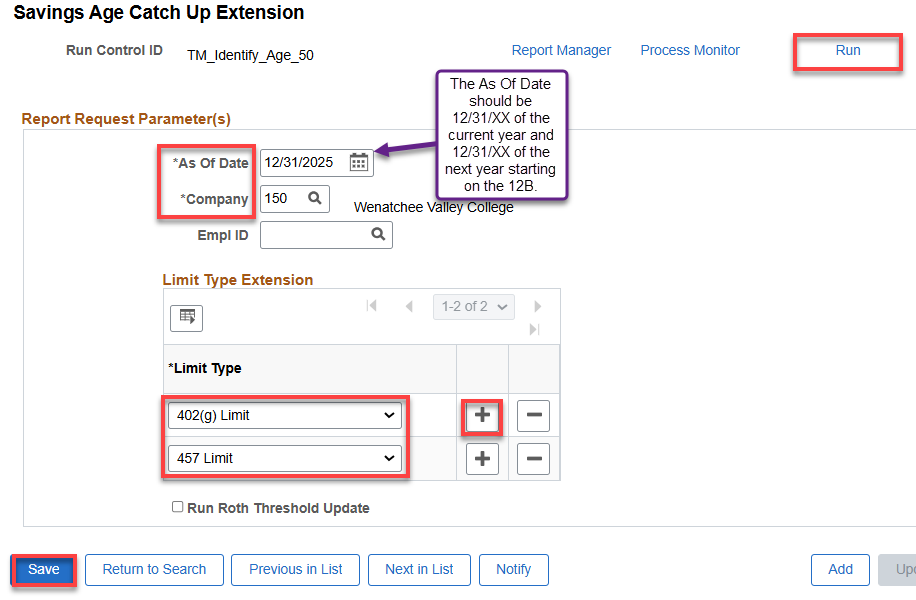 Savings Age Catch Up Extension
Run Control ID TM_Identify_Age_50 Report Manager Process Monitor Run
The As Of Date
should be
12/31/XX of the
current year and
12/31/XX of the
next year starting
on the 12B.
Report Request Parameter(s)
*As Of Date 12/31/2025
*Company 150 Wenatchee Valley College
Empl ID
Limit Type Extension
1-2 of 2
*Limit Type
402(g) Limit
457 Limit
Run Roth Threshold Update
Save Return to Search Previous in List Next in List Notify Add